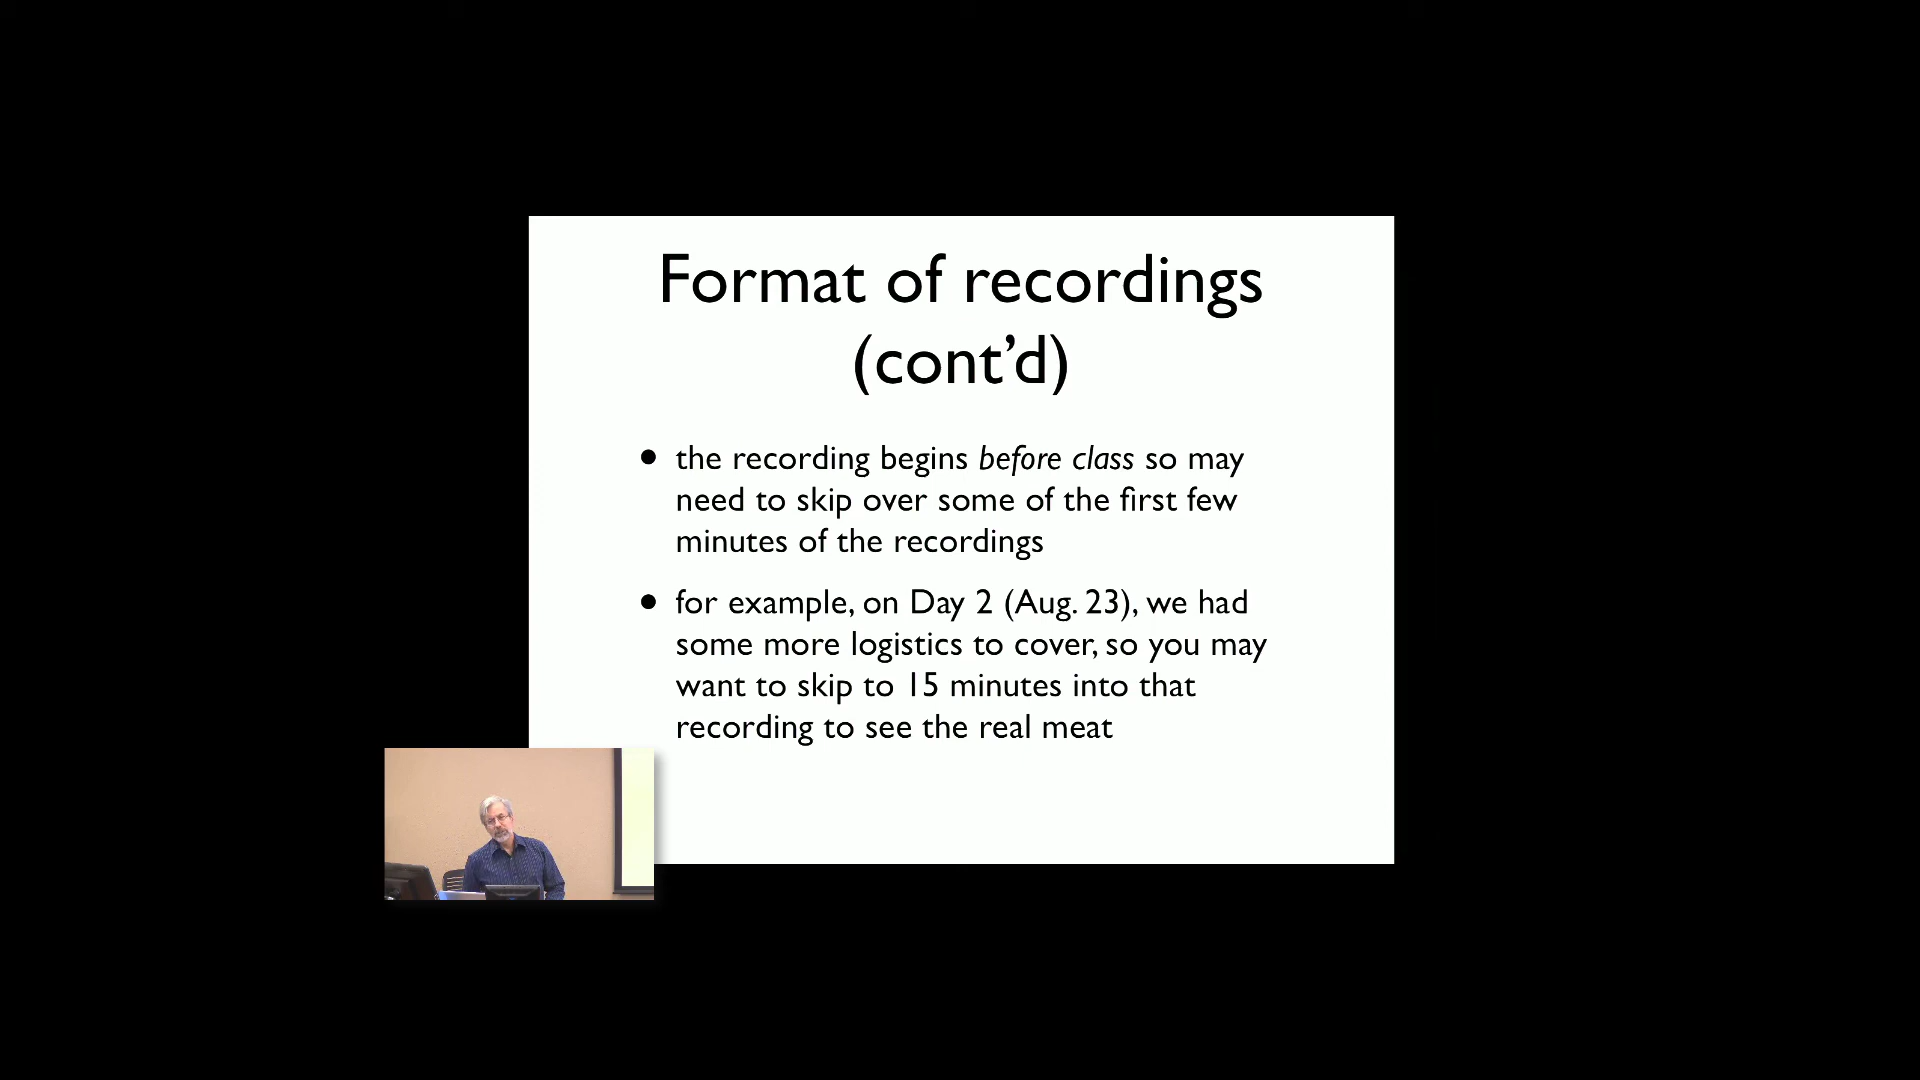 Format of recordings
(cont’d)
• the recording begins before class so may
need to skip over some of the first few
minutes of the recordings
• for example, on Day 2 (Aug. 23), we had
some more logistics to cover, so you may
want to skip to 15 minutes into that
recording to see the real meat